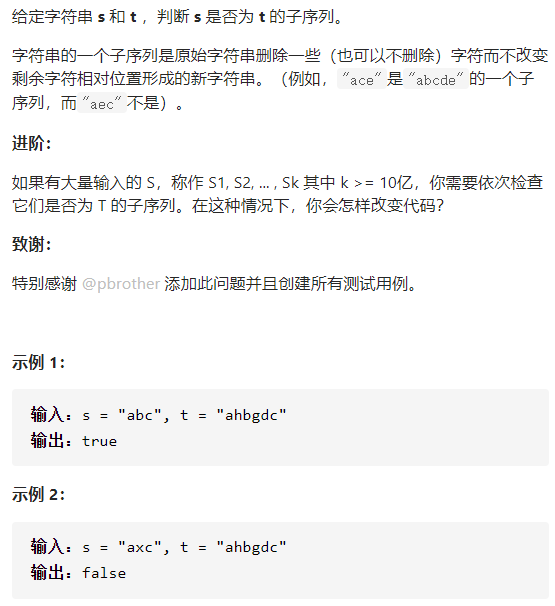 给定字符串 s 和 t ，判断 s 是否为 t 的子序列。
字符串的一个子序列是原始字符串删除一些（也可以不删除）字符而不改变
剩余字符相对位置形成的新字符串。（例如，"ace"是"abcde"的一个子
序列，而"aec"不是）。
进阶：
如果有大量输入的 S，称作 S1, S2, ... , Sk 其中 k >= 10亿，你需要依次检查
它们是否为 T 的子序列。在这种情况下，你会怎样改变代码？
致谢：
特别感谢 @pbrother 添加此问题并且创建所有测试用例。
示例 1：
输入：s = "abc", t = "ahbgdc"
输出：true
示例 2：
输入：s = "axc", t = "ahbgdc"
输出：false